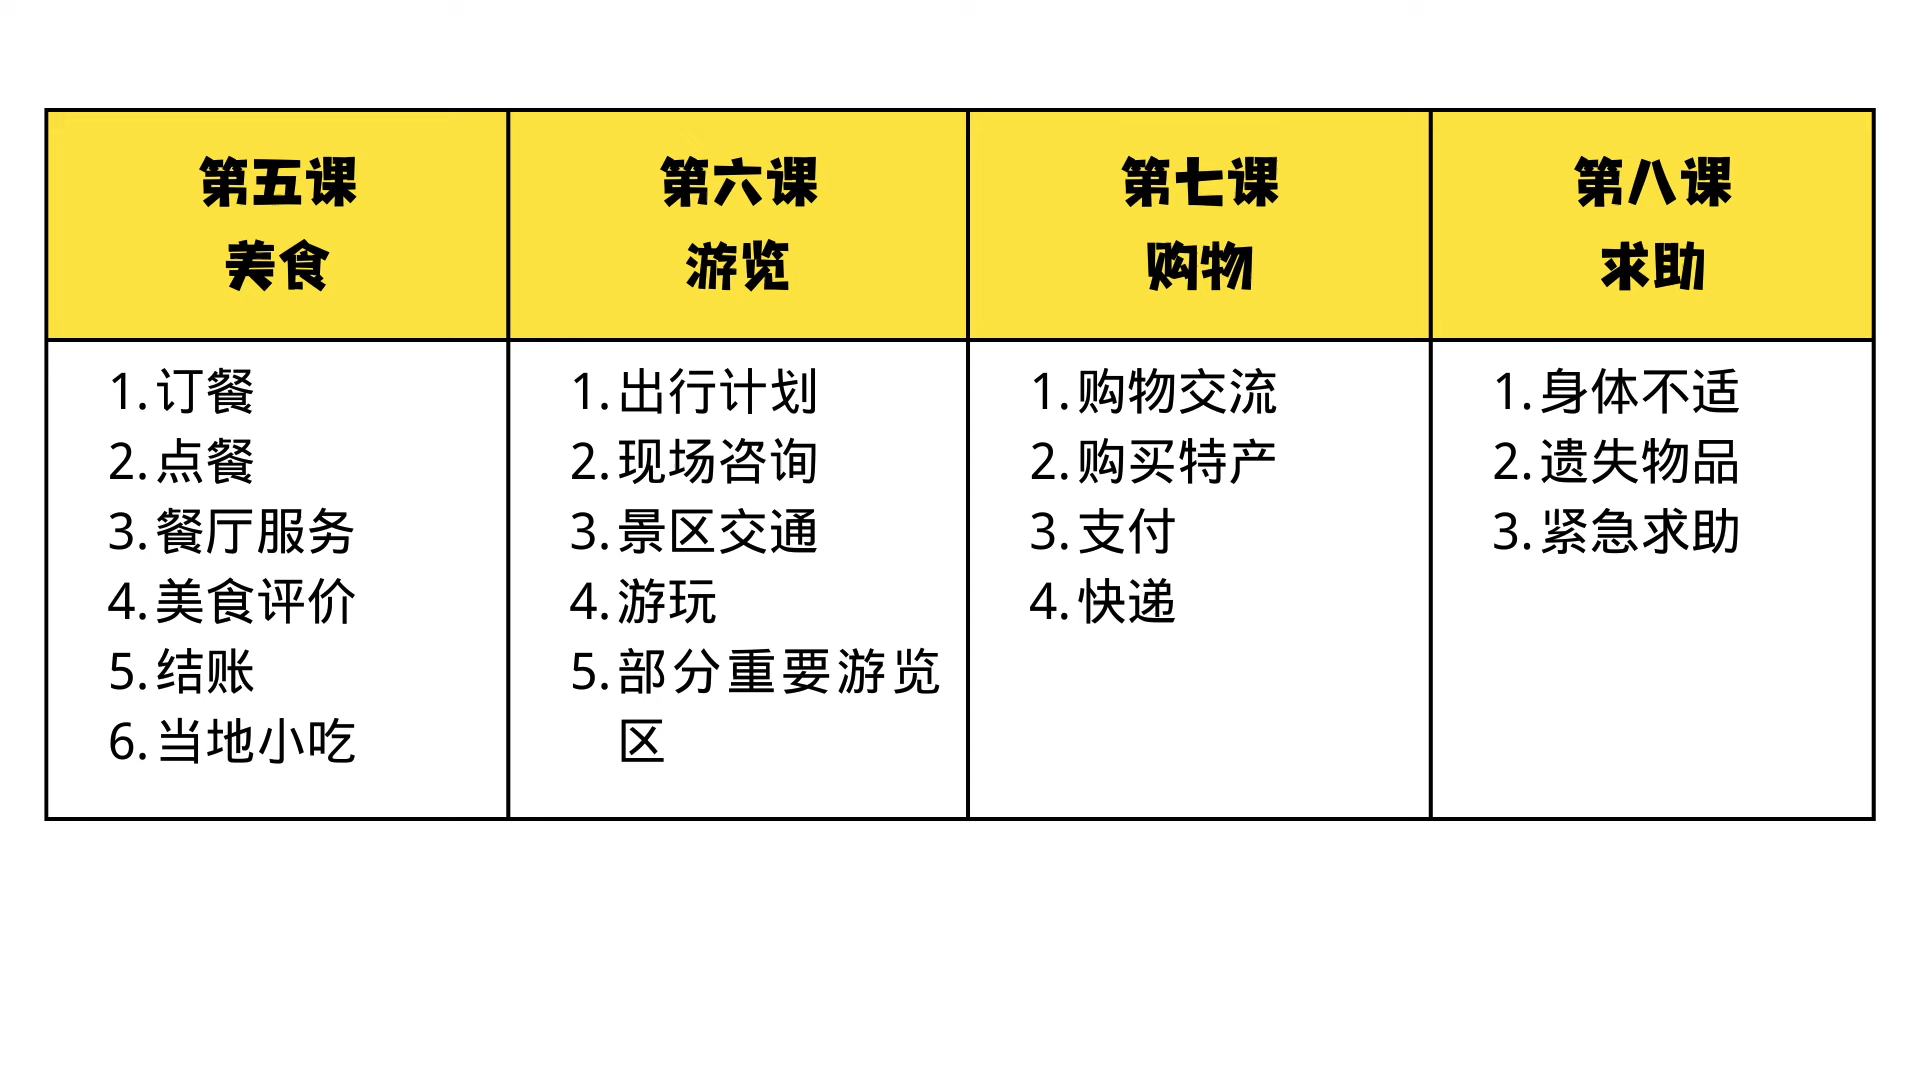 第五课
美食
第六课
游览
第七课
购物
第八课
求助
1.订餐
2.点餐
3.餐厅服务
4.美食评价
5.结账
6.当地小吃
1.出行计划
2.现场咨询
3.景区交通
4.游玩
5.部分重要游览
区
1.购物交流
2.购买特产
3.支付
4.快递
1.身体不适
2.遗失物品
3.紧急求助